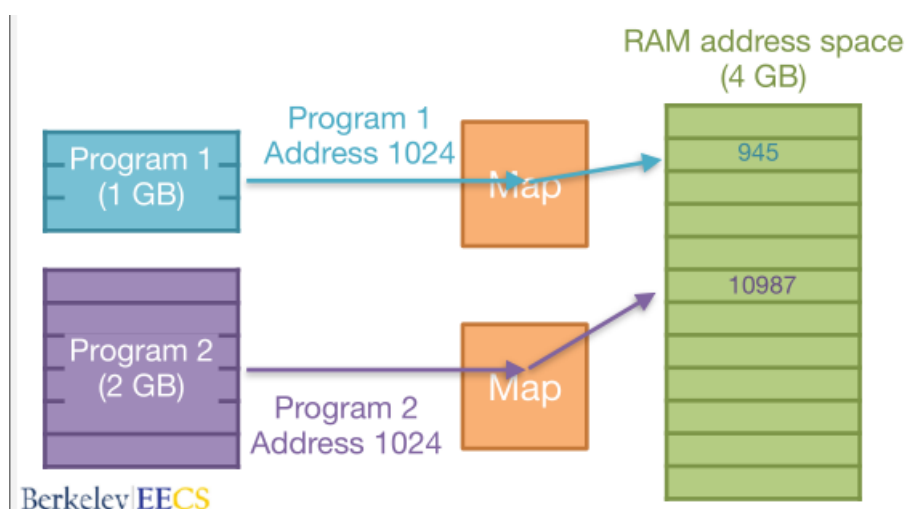 RAM address space
(4 GB)
Program 1
Address 1024
Program 1
(1 GB)
Map
945
10987
Program 2
(2 GB)
Map
Program 2
Address 1024
Berkeley EECS